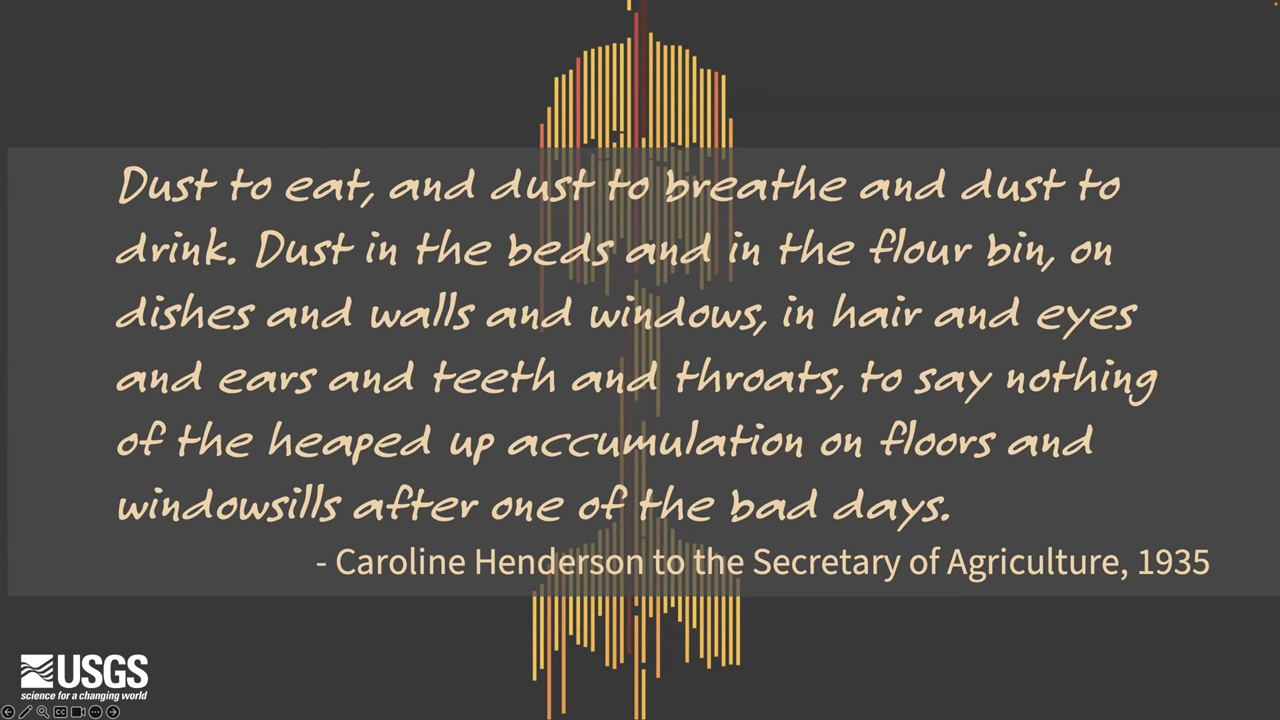 Dust to eat, and dust to breathe and dust to
drink. Dust in the beds and in the flour bin, on
dishes and walls and windows, in hair and eyes
and ears and teeth and throats, to say nothing
of the heaped up accumulation on floors and
windowsills after one of the bad days.
- Caroline Henderson to the Secretary of Agriculture, 1935
USGS
science for a changing world